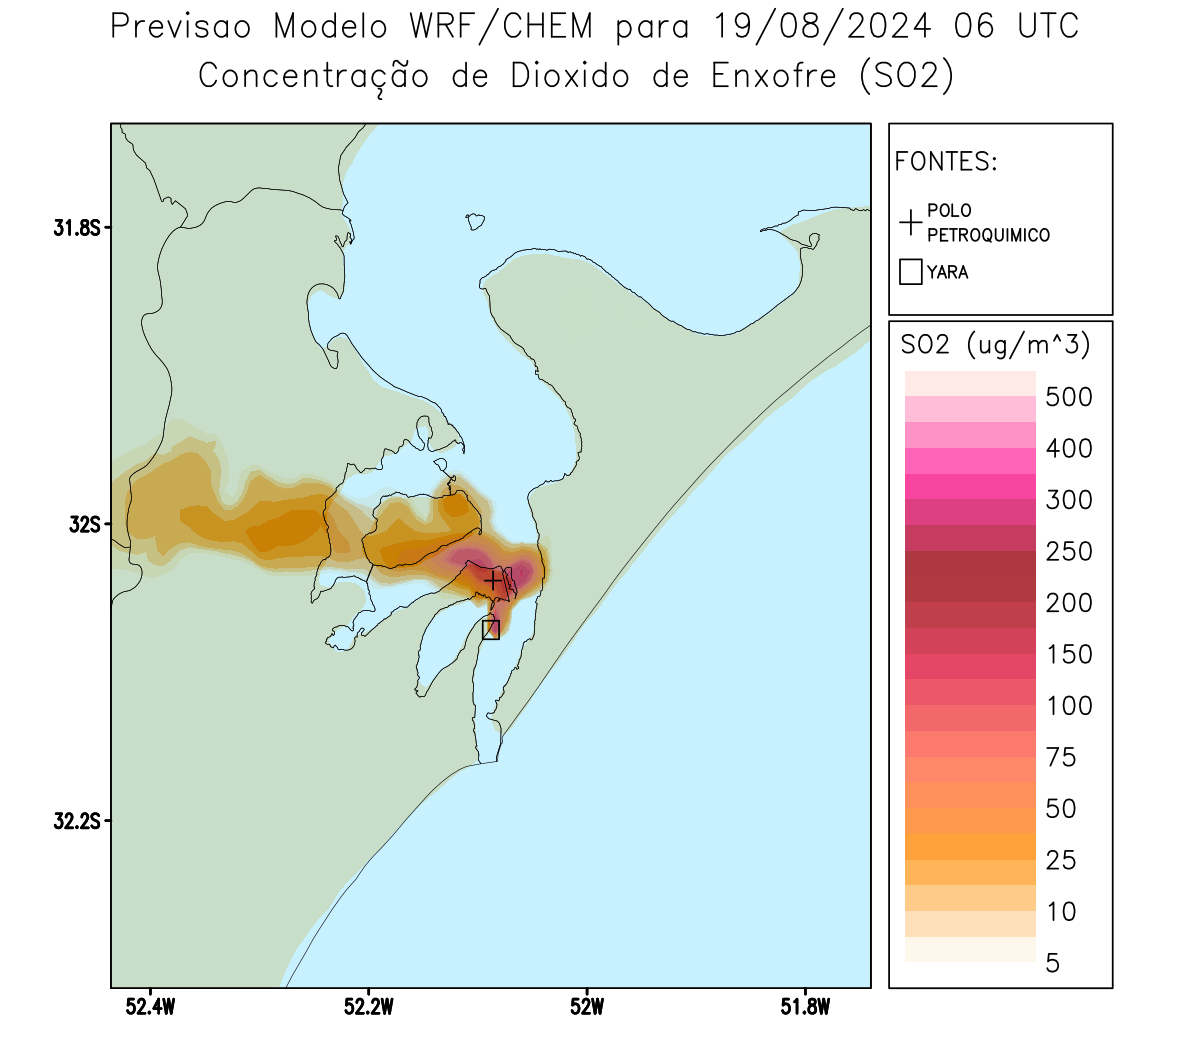 Previsao Modelo WRF/CHEM para 19/08/2024 06 UTC
Concentração de Dioxido de Enxofre (SO2)
FONTES:
POLO
PETROQUIMICO
YARA
SO2 (ug/m^3)
500
400
300
250
200
150
100
75
50
25
10
5
31.8S
32S
32.2S
52.4W
52.2W
52W
51.8W